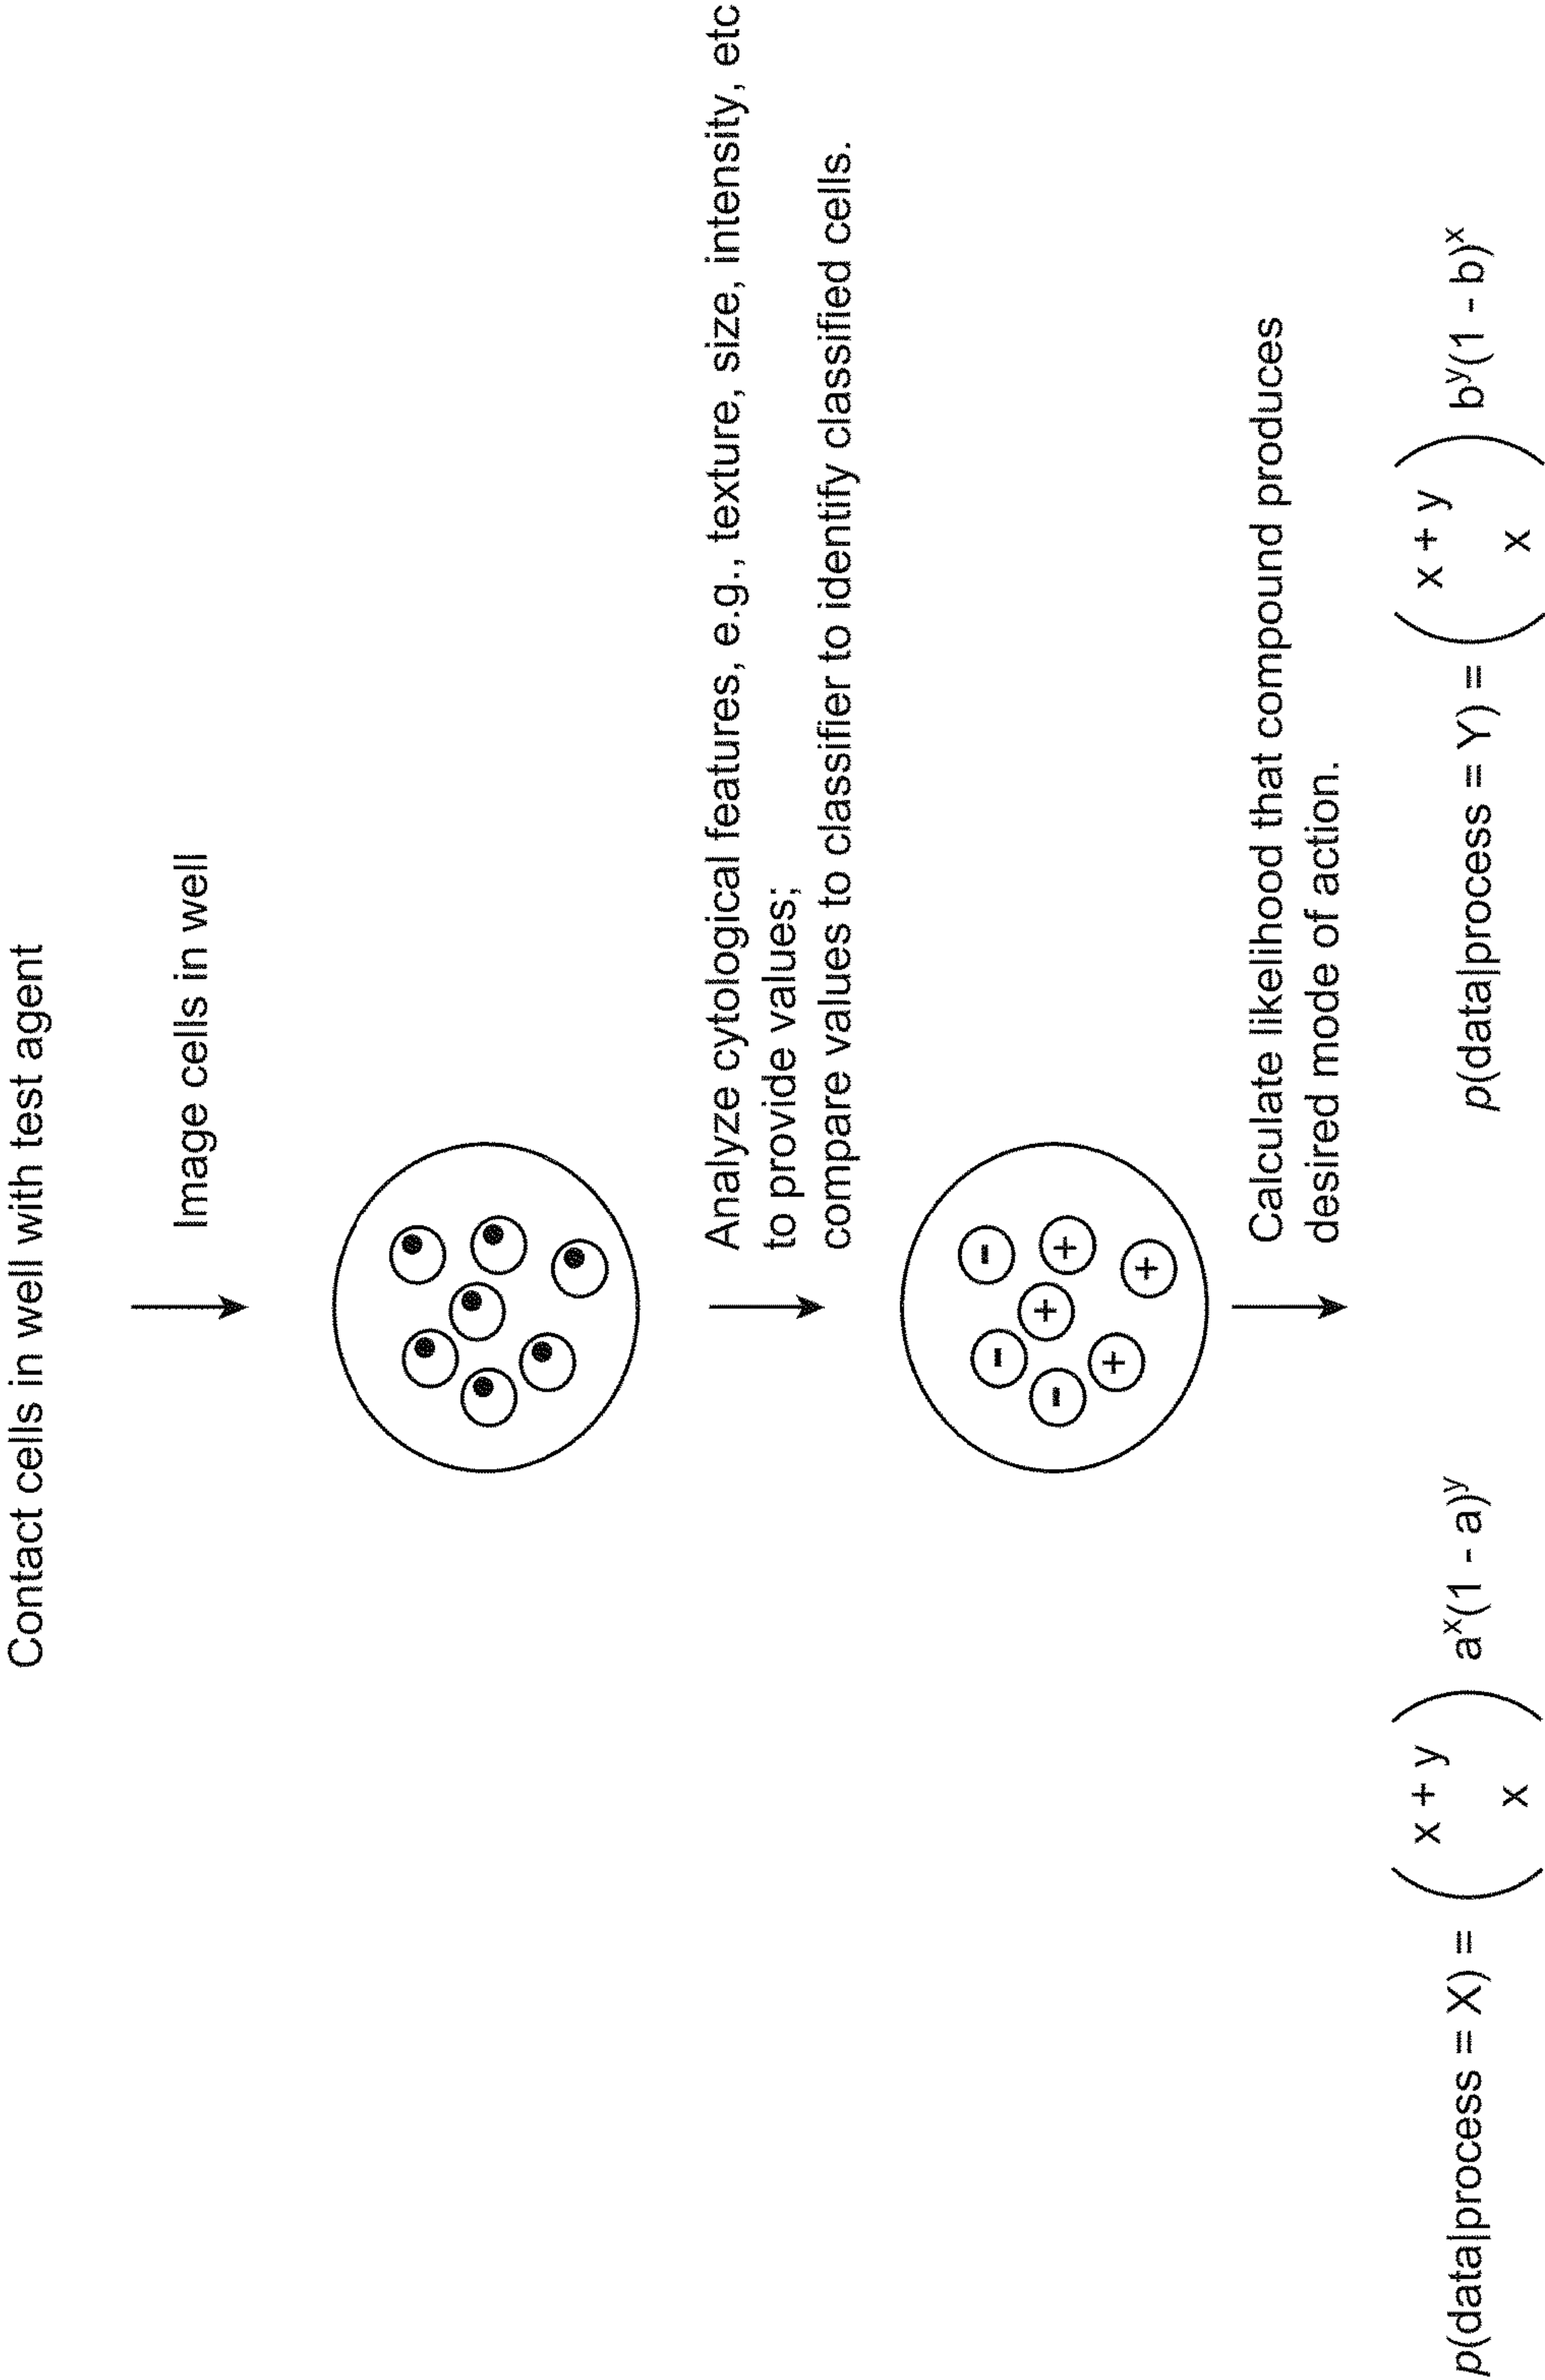 Contact cells in well with test agent
Image cells in well
Analyze cytological features, e.g., texture, size, intensity, etc
to provide values;
compare values to classifier to identify classified cells.
- - - + + + +
Calculate likelihood that compound produces
desired mode of action.
p(data|process = X) = (x + y x) aˣ(1 - a)ʸ
p(data|process = Y) = (x + y x) bʸ(1 - b)ˣ